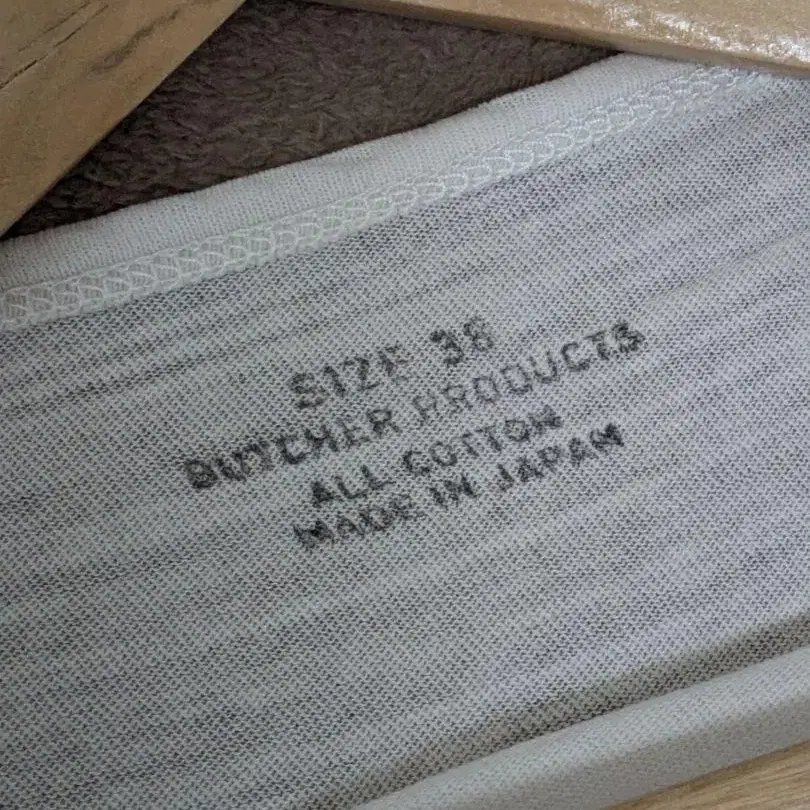 SIZE 38
BUTCHER PRODUCTS
ALL COTTON
MADE IN JAPAN